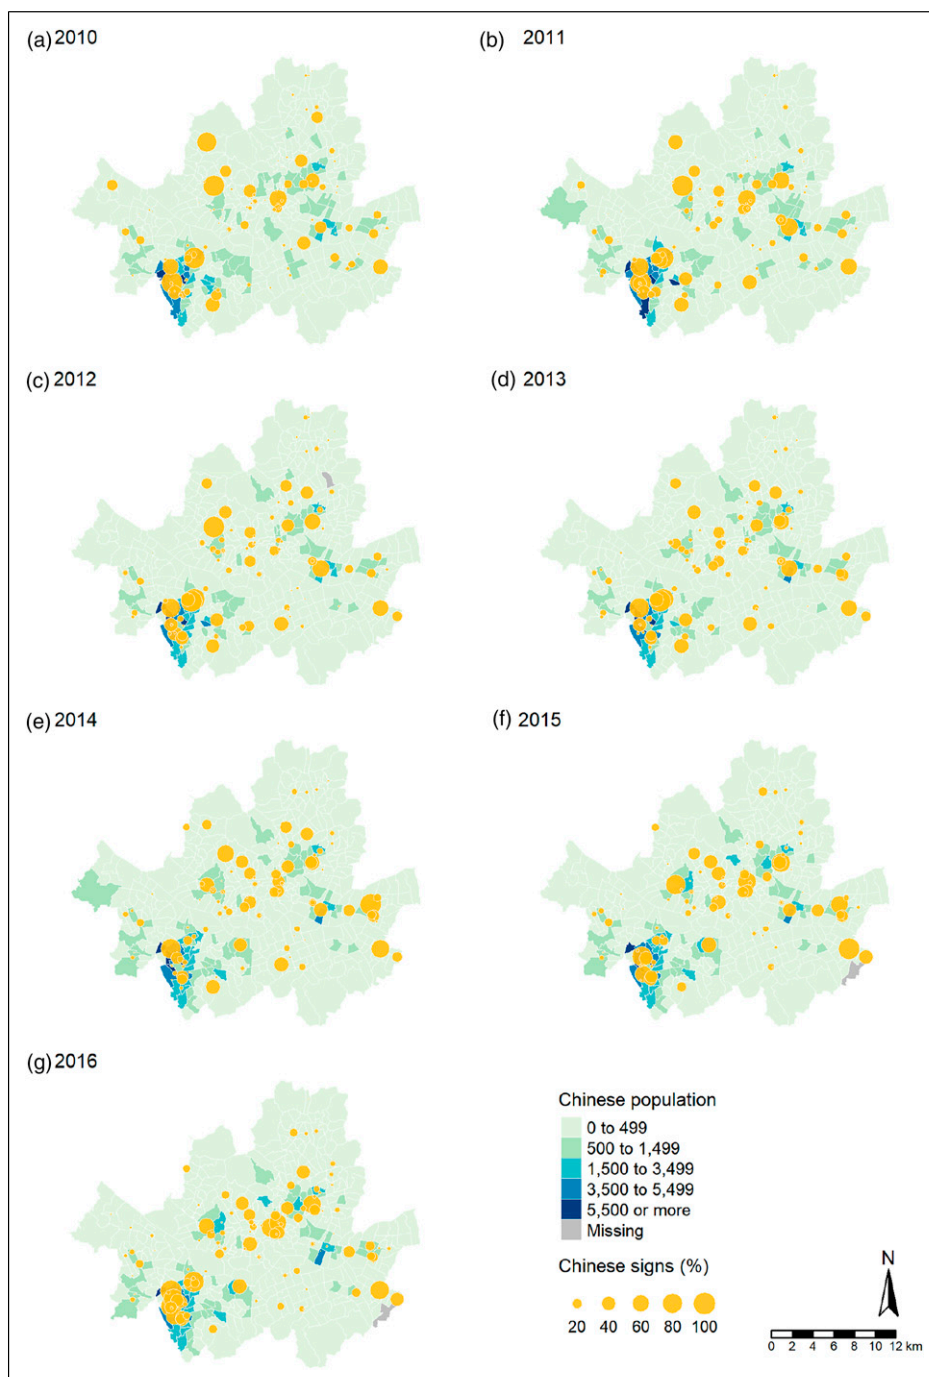 (a) 2010
(b) 2011
(c) 2012
(d) 2013
(e) 2014
(f) 2015
(g) 2016
Chinese population
0 to 499
500 to 1,499
1,500 to 3,499
3,500 to 5,499
5,500 or more
Missing
Chinese signs (%)
20 40 60 80 100
N
0 2 4 6 8 10 12 km